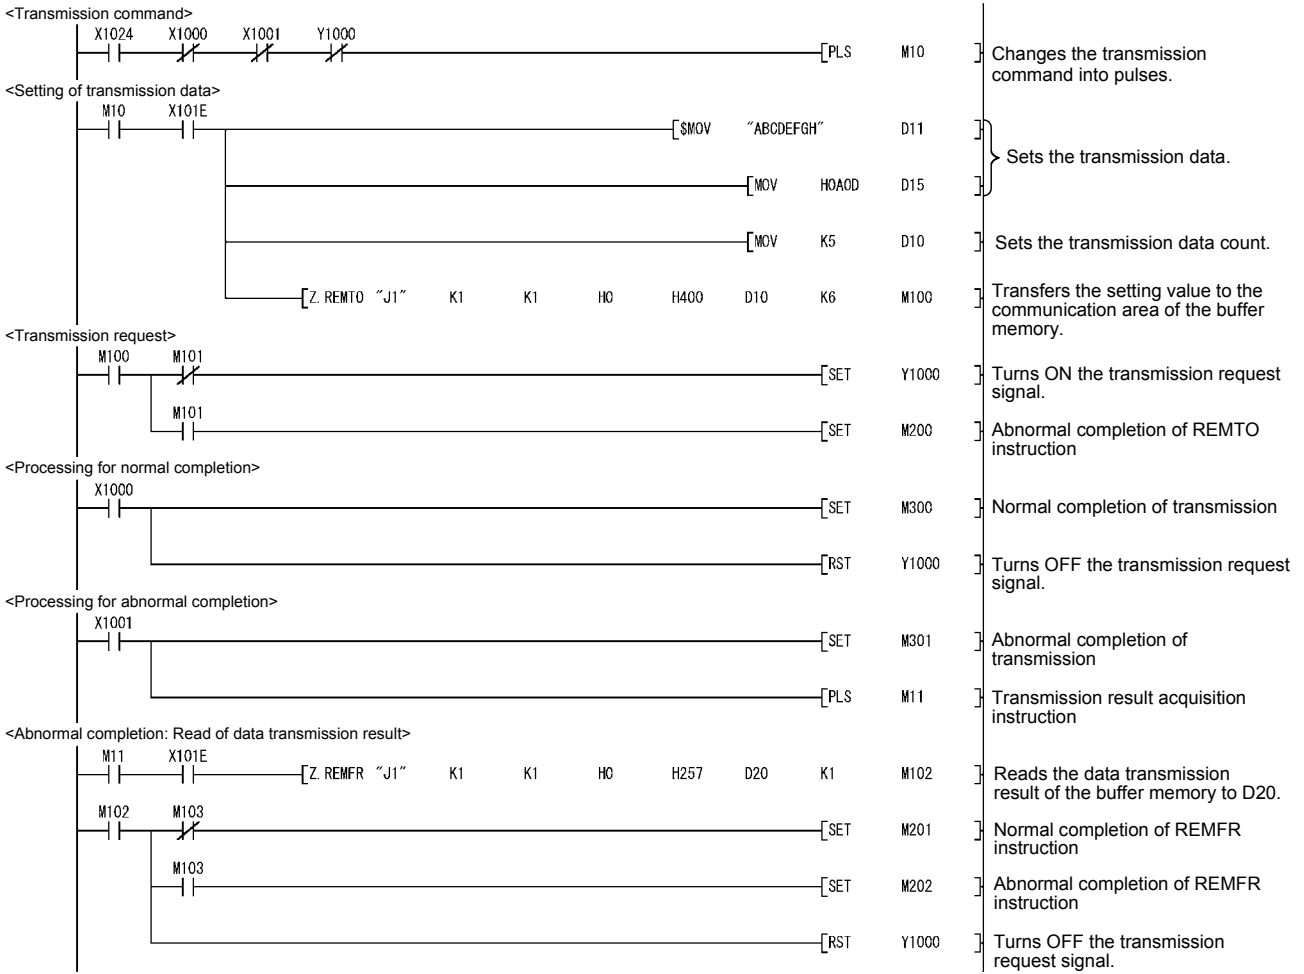 <Transmission command>
X1024 X1000 X1001 Y1000
PLS M10
Changes the transmission
command into pulses.
<Setting of transmission data>
M10 X101E
$MOV "ABCDEFGH" D11
Sets the transmission data.
MOV H0A0D D15
MOV K5 D10
Sets the transmission data count.
Z.REMTO "J1" K1 K1 H0 H400 D10 K6 M100
Transfers the setting value to the
communication area of the buffer
memory.
<Transmission request>
M100 M101
SET Y1000
Turns ON the transmission request
signal.
M101
SET M200
Abnormal completion of REMTO
instruction
<Processing for normal completion>
X1000
SET M300
Normal completion of transmission
RST Y1000
Turns OFF the transmission request
signal.
<Processing for abnormal completion>
X1001
SET M301
Abnormal completion of
transmission
PLS M11
Transmission result acquisition
instruction
<Abnormal completion: Read of data transmission result>
M11 X101E
Z.REMFR "J1" K1 K1 H0 H257 D20 K1 M102
Reads the data transmission
result of the buffer memory to D20.
M102 M103
SET M201
Normal completion of REMFR
instruction
M103
SET M202
Abnormal completion of REMFR
instruction
RST Y1000
Turns OFF the transmission
request signal.